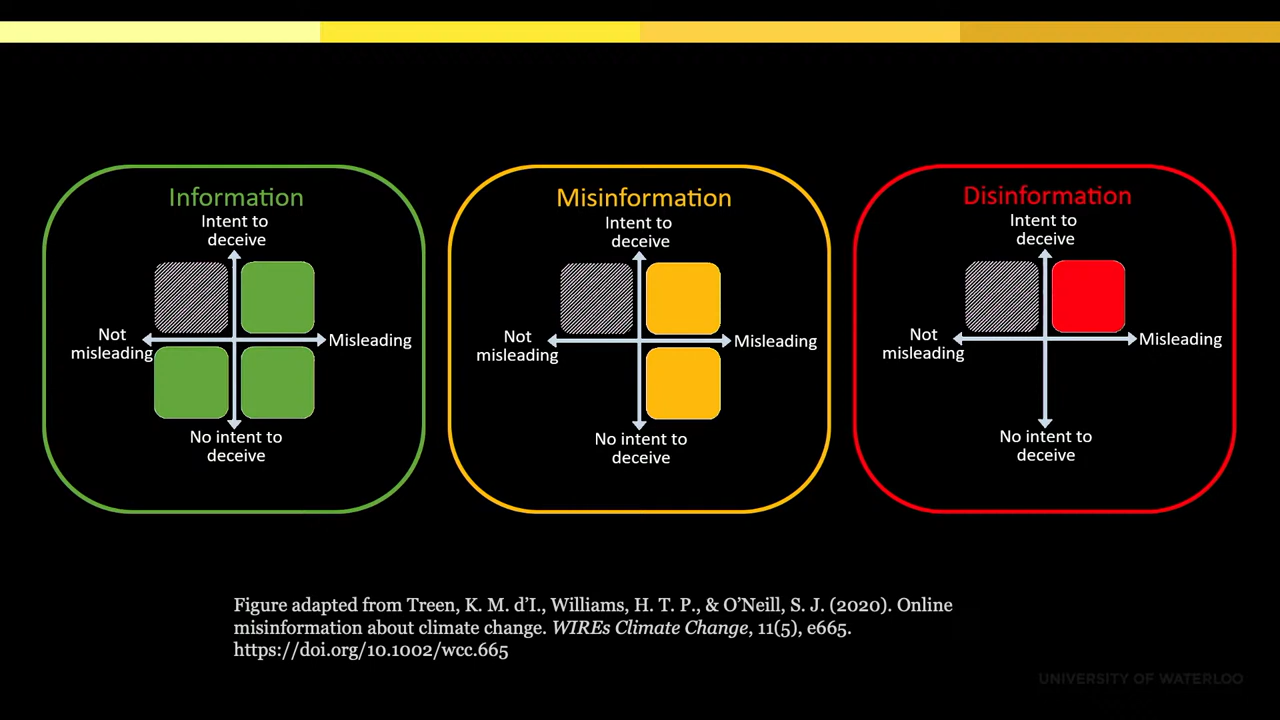 Information
Intent to
deceive
Not
misleading
Misleading
No intent to
deceive
Misinformation
Intent to
deceive
Not
misleading
Misleading
No intent to
deceive
Disinformation
Intent to
deceive
Not
misleading
Misleading
No intent to
deceive
Figure adapted from Treen, K. M. d’I., Williams, H. T. P., & O’Neill, S. J. (2020). Online
misinformation about climate change. WIREs Climate Change, 11(5), e665.
https://doi.org/10.1002/wcc.665
UNIVERSITY OF WATERLOO